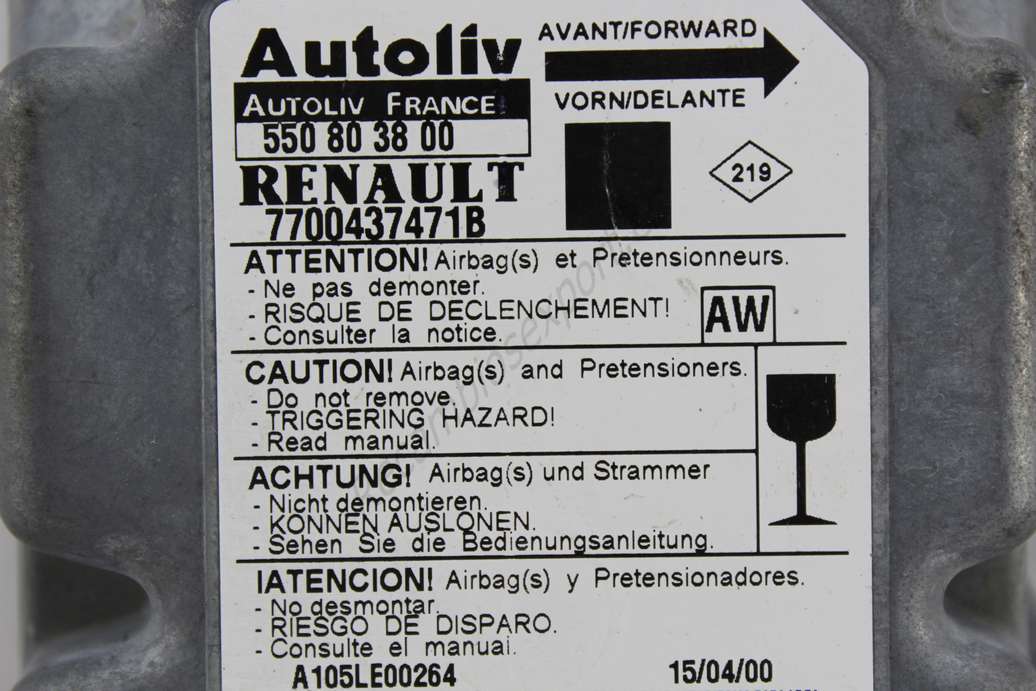 Autoliv
AVANT/FORWARD
AUTOLIV FRANCE
VORN/DELANTE
550 80 38 00
219
RENAULT
7700437471B
ATTENTION! Airbag(s) et Pretensionneurs.
- Ne pas demonter.
- RISQUE DE DECLENCHEMENT!
- Consulter la notice.
AW
CAUTION! Airbag(s) and Pretensioners.
- Do not remove.
- TRIGGERING HAZARD!
- Read manual.
ACHTUNG! Airbag(s) und Strammer
- Nicht demontieren.
- KONNEN AUSLONEN.
- Sehen Sie die Bedienungsanleitung.
IATENCION! Airbag(s) y Pretensionadores.
- No desmontar.
- RIESGO DE DISPARO.
- Consulte el manuai.
A105LE00264 15/04/00